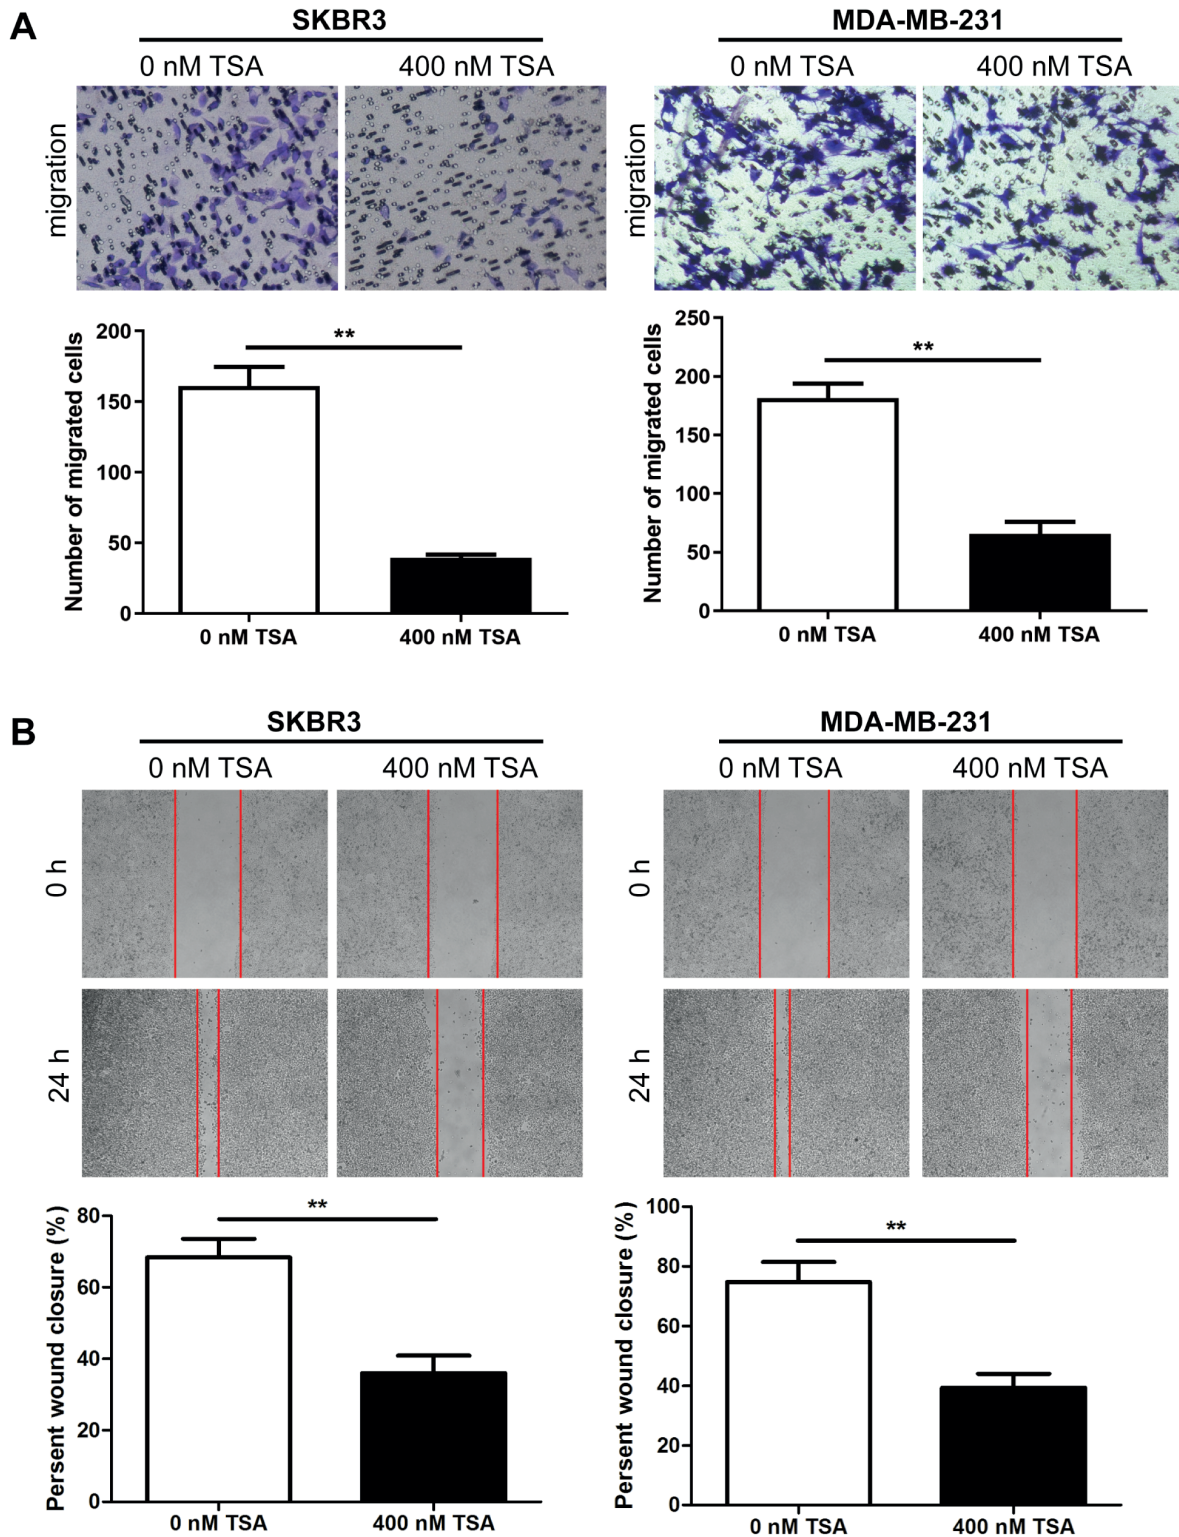 A
SKBR3
MDA-MB-231
0 nM TSA
400 nM TSA
0 nM TSA
400 nM TSA
migration
migration
Number of migrated cells
200
150
100
50
0
**
0 nM TSA
400 nM TSA
Number of migrated cells
250
200
150
100
50
0
**
0 nM TSA
400 nM TSA
B
SKBR3
MDA-MB-231
0 nM TSA
400 nM TSA
0 nM TSA
400 nM TSA
0 h
0 h
24 h
24 h
Persent wound closure (%)
80
60
40
20
0
**
0 nM TSA
400 nM TSA
Persent wound closure (%)
100
80
60
40
20
0
**
0 nM TSA
400 nM TSA